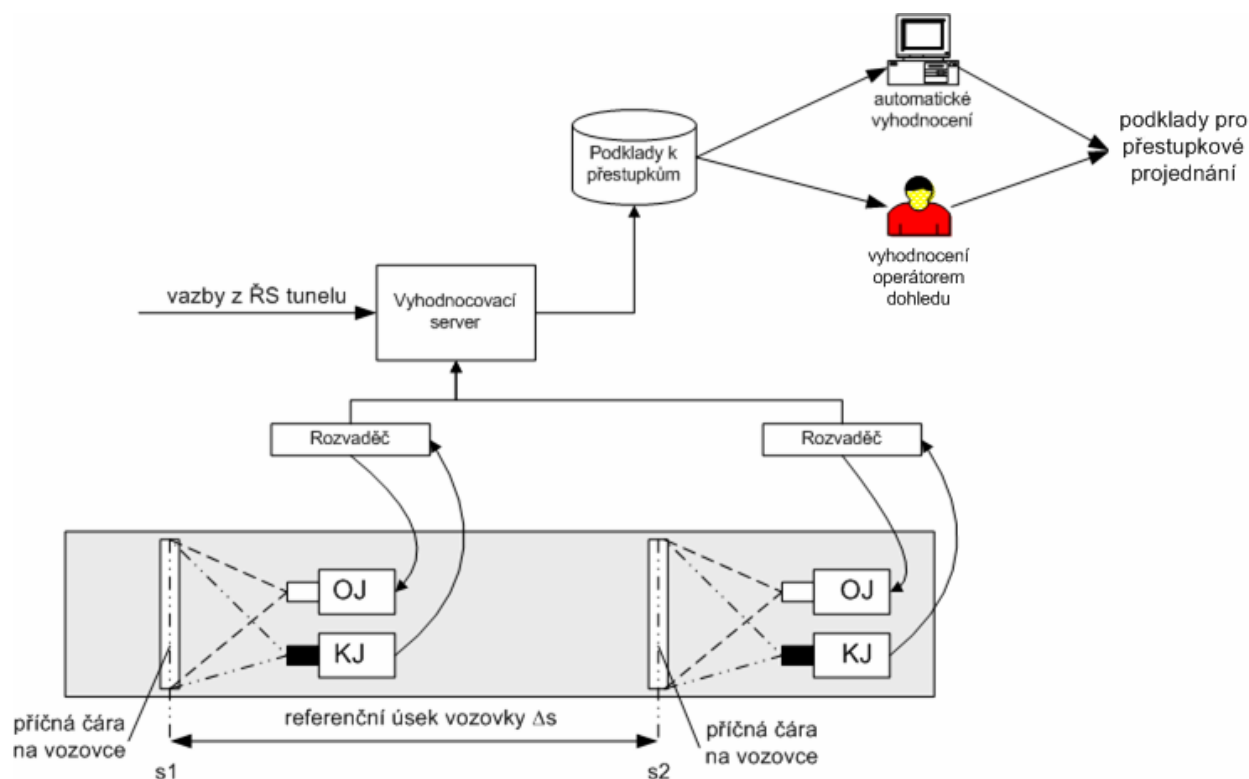 automatické
vyhodnocení
podklady pro
přestupkové
projednání
Podklady k
přestupkům
vyhodnocení
operátorem
dohledu
vazby z ŘS tunelu
Vyhodnocovací
server
Rozvaděč
Rozvaděč
OJ
KJ
OJ
KJ
příčná čára
na vozovce
referenční úsek vozovky Δs
příčná čára
na vozovce
s1
s2